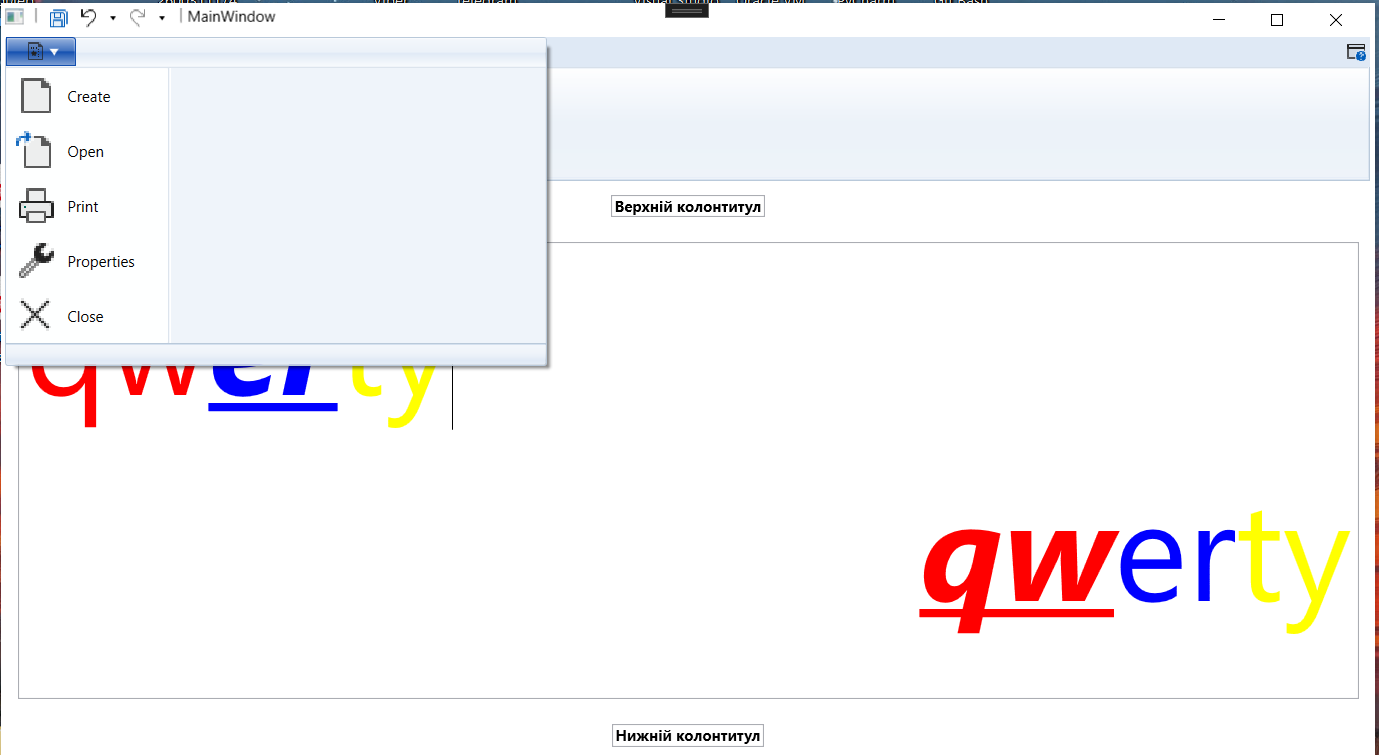 MainWindow
Create
Open
Print
Properties
Close
Верхній колонтитул
qwerty
qwerty
Нижній колонтитул